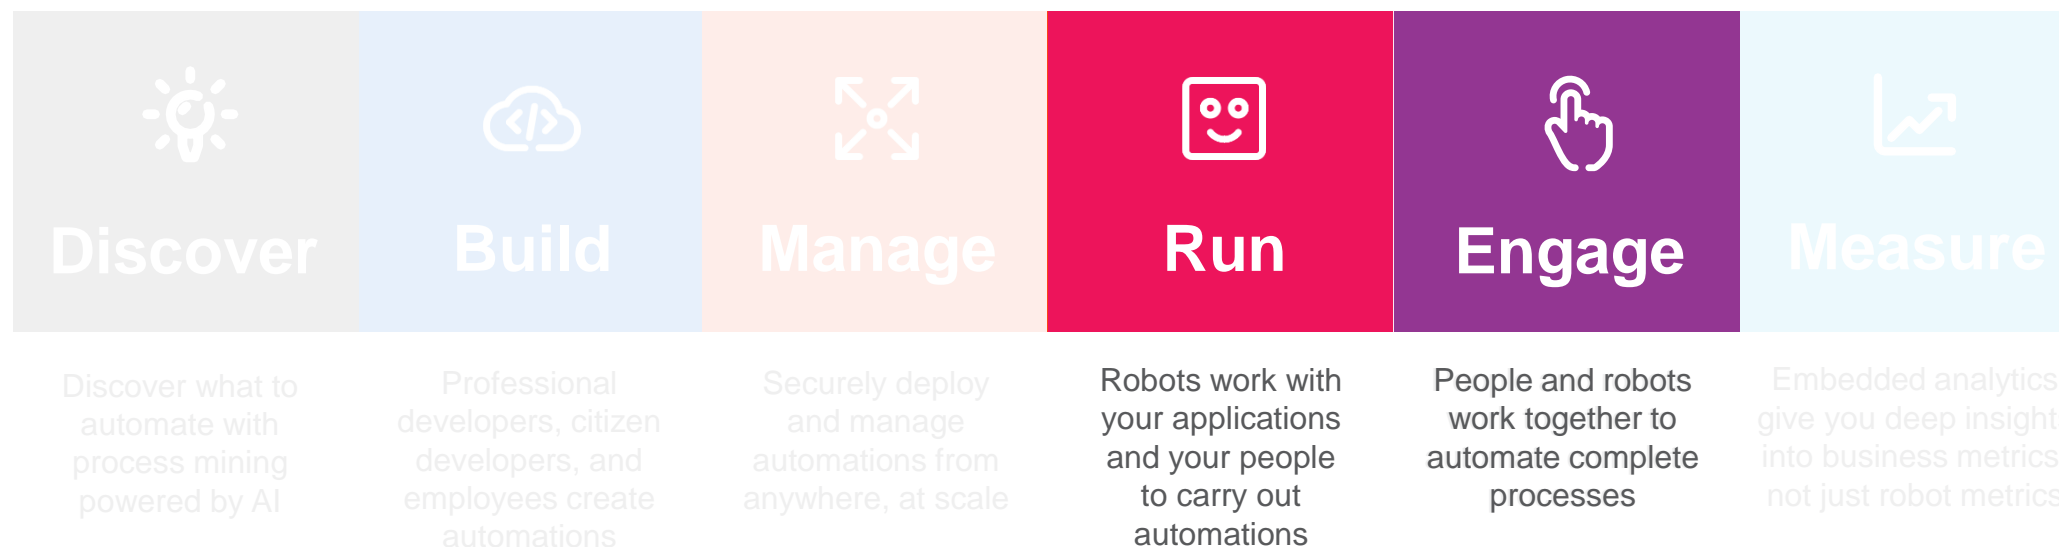 Discover
Build
Manage
Run
Engage
Measure
Discover what to
automate with
process mining
powered by AI
Professional
developers, citizen
developers, and
employees create
automations
Securely deploy
and manage
automations from
anywhere, at scale
Robots work with
your applications
and your people
to carry out
automations
People and robots
work together to
automate complete
processes
Embedded analytics
give you deep insight
into business metrics
not just robot metrics